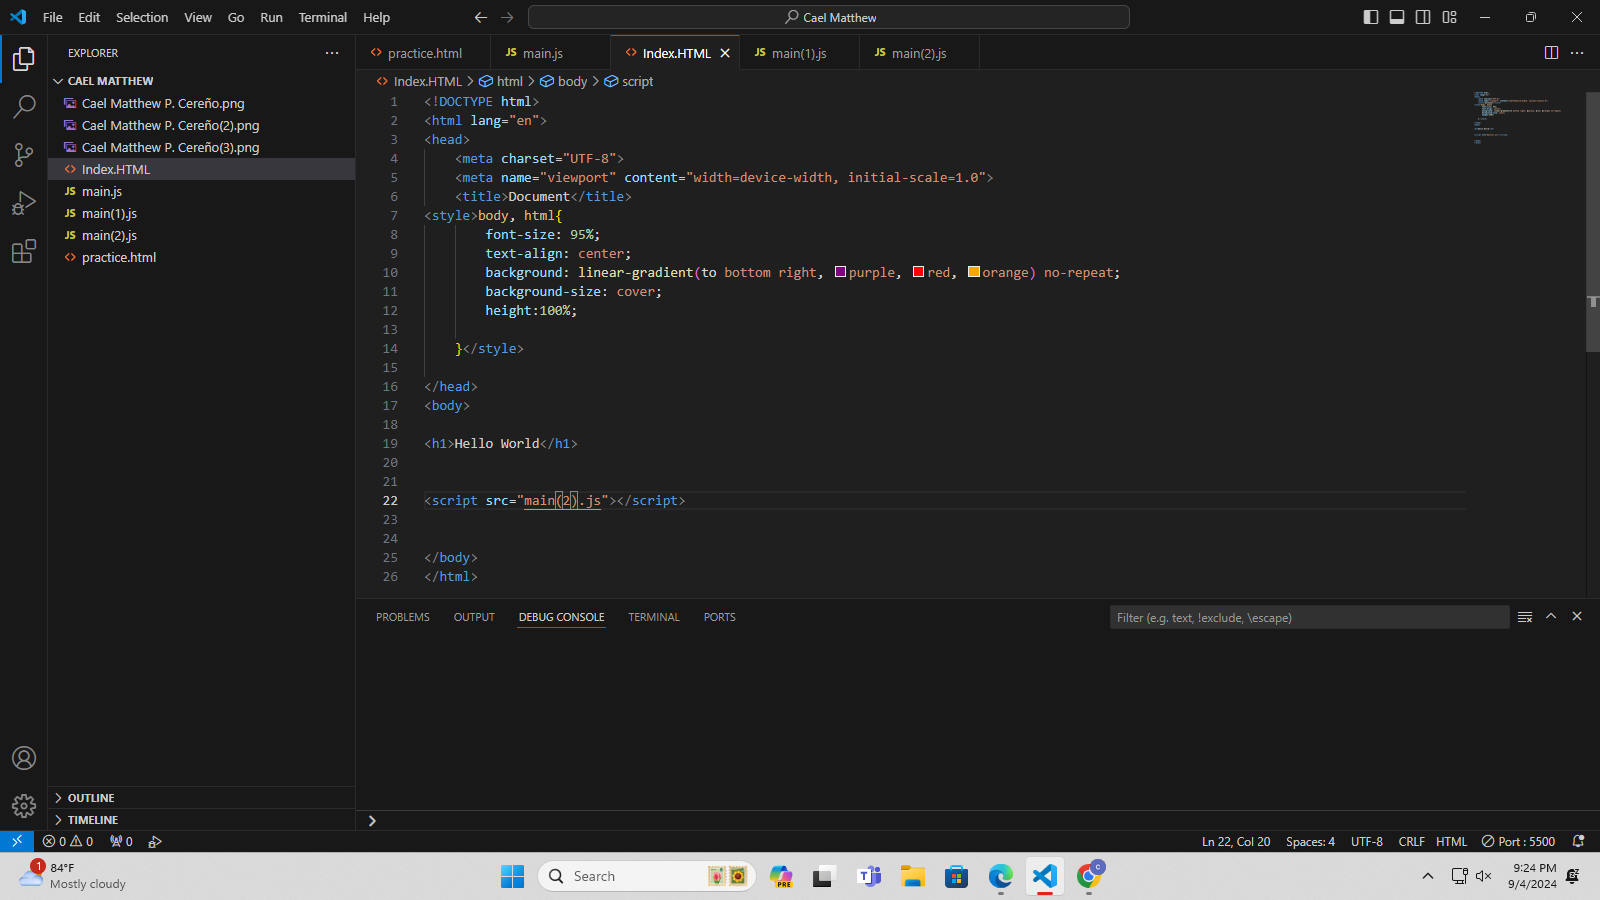 File Edit Selection View Go Run Terminal Help
Cael Matthew
EXPLORER
CAEL MATTHEW
Cael Matthew P. Cereño.png
Cael Matthew P. Cereño(2).png
Cael Matthew P. Cereño(3).png
<> Index.HTML
JS main.js
JS main(1).js
JS main(2).js
<> practice.html
OUTLINE
TIMELINE
<> practice.html JS main.js <> Index.HTML JS main(1).js JS main(2).js
<> Index.HTML > html > body > script
1 <!DOCTYPE html>
2 <html lang="en">
3 <head>
4 <meta charset="UTF-8">
5 <meta name="viewport" content="width=device-width, initial-scale=1.0">
6 <title>Document</title>
7 <style>body, html{
8 font-size: 95%;
9 text-align: center;
10 background: linear-gradient(to bottom right, purple, red, orange) no-repeat;
11 background-size: cover;
12 height:100%;
13
14 }</style>
15
16 </head>
17 <body>
18
19 <h1>Hello World</h1>
20
21
22 <script src="main(2).js"></script>
23
24
25 </body>
26 </html>
PROBLEMS OUTPUT DEBUG CONSOLE TERMINAL PORTS
Filter (e.g. text, !exclude, \escape)
0 0 0
Ln 22, Col 20 Spaces: 4 UTF-8 CRLF HTML Port : 5500
1
84°F
Mostly cloudy
Search
PRE
C
9:24 PM
9/4/2024